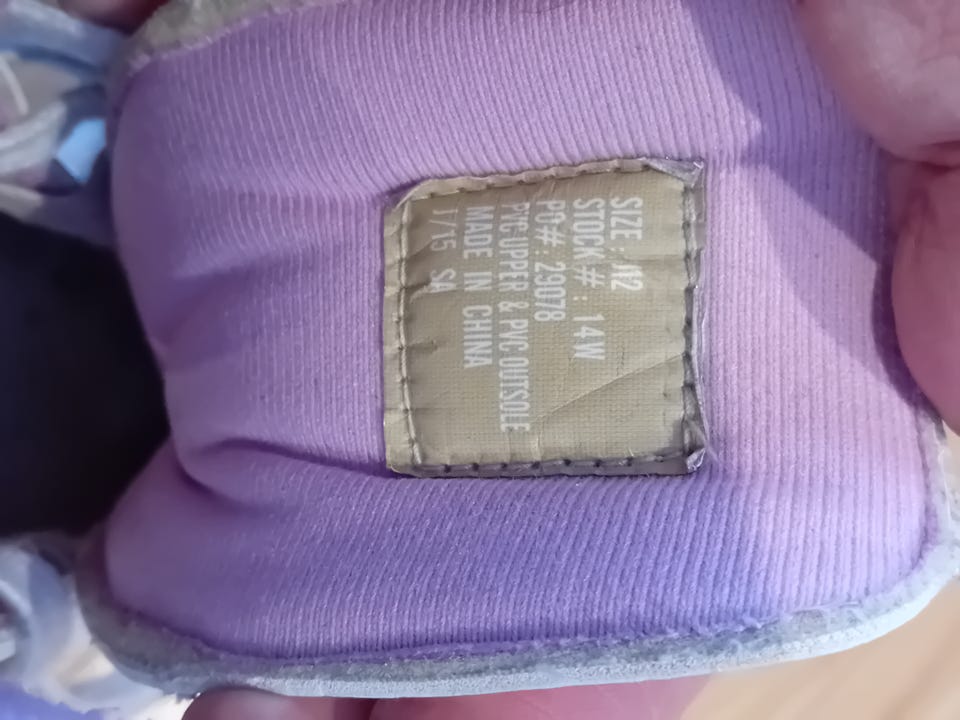 SIZE : 12
STOCK # : 14W
PO# : 29078
PVC UPPER & PVC OUTSOLE
MADE IN CHINA
1/15 SA